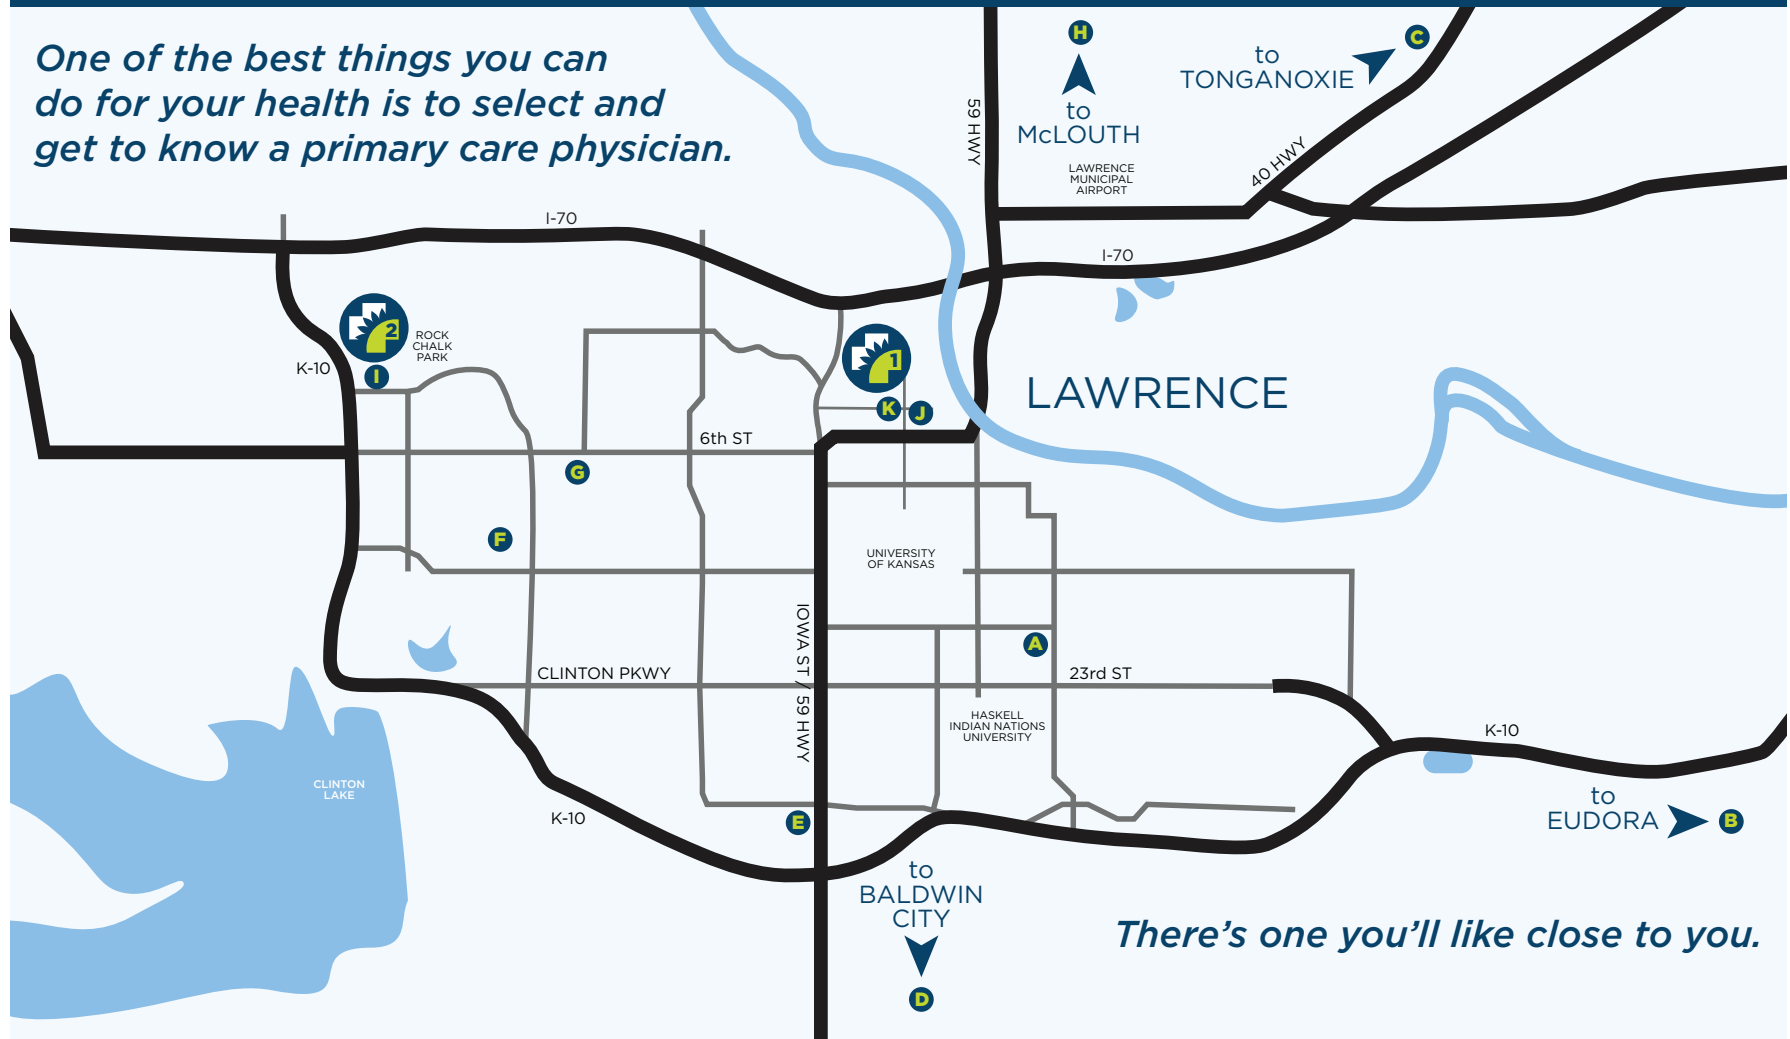 One of the best things you can
do for your health is to select and
get to know a primary care physician.
H
C
to
TONGANOXIE
to
McLOUTH
59 HWY
LAWRENCE
MUNICIPAL
AIRPORT
40 HWY
I-70
I-70
2
ROCK
CHALK
PARK
K-10
I
1
K
J
LAWRENCE
6th ST
G
F
UNIVERSITY
OF KANSAS
IOWA ST / 59 HWY
A
CLINTON PKWY
23rd ST
HASKELL
INDIAN NATIONS
UNIVERSITY
K-10
CLINTON
LAKE
K-10
E
to
EUDORA
B
to
BALDWIN
CITY
D
There's one you'll like close to you.